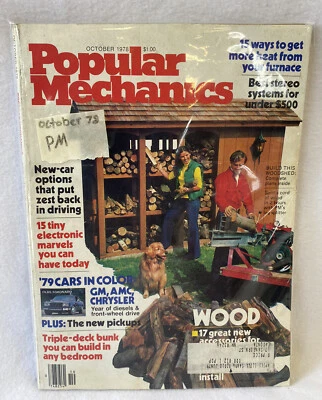 OCTOBER 1978 $1.00
Popular
Mechanics
15 ways to get
more heat from
your furnace
Best stereo
systems for
under $500
October 78
PM
New-car
options
that put
zest back
in driving
15 tiny
electronic
marvels
you can
have today
BUILD THIS
WOODSHED:
Complete
plans inside
'79 CARS IN COLOR
GM, AMC,
CHRYSLER
Year of diesels &
front-wheel drive
PLUS: The new pickups
Triple-deck bunk
you can build in
any bedroom
WOOD
17 great new
accessories for
install